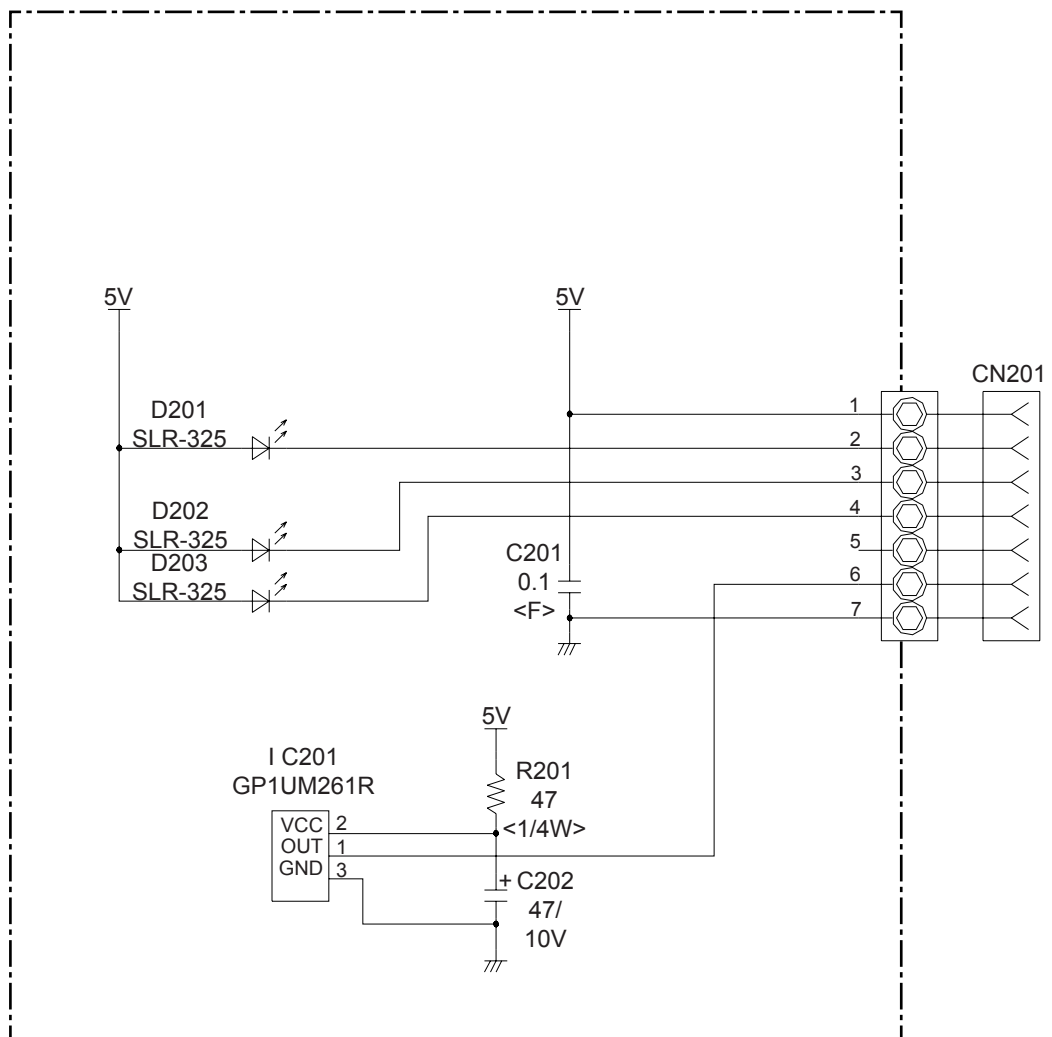 5V
5V
CN201
D201
SLR-325
1
2
3
D202
SLR-325
4
D203
SLR-325
C201
0.1
<F>
5
6
7
5V
I C201
GP1UM261R
R201
47
<1/4W>
VCC 2
OUT 1
GND 3
+ C202
47/
10V